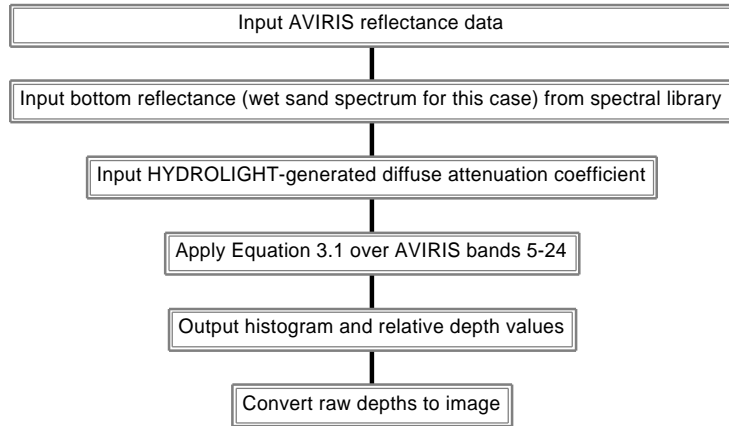 Input AVIRIS reflectance data
Input bottom reflectance (wet sand spectrum for this case) from spectral library
Input HYDROLIGHT-generated diffuse attenuation coefficient
Apply Equation 3.1 over AVIRIS bands 5-24
Output histogram and relative depth values
Convert raw depths to image